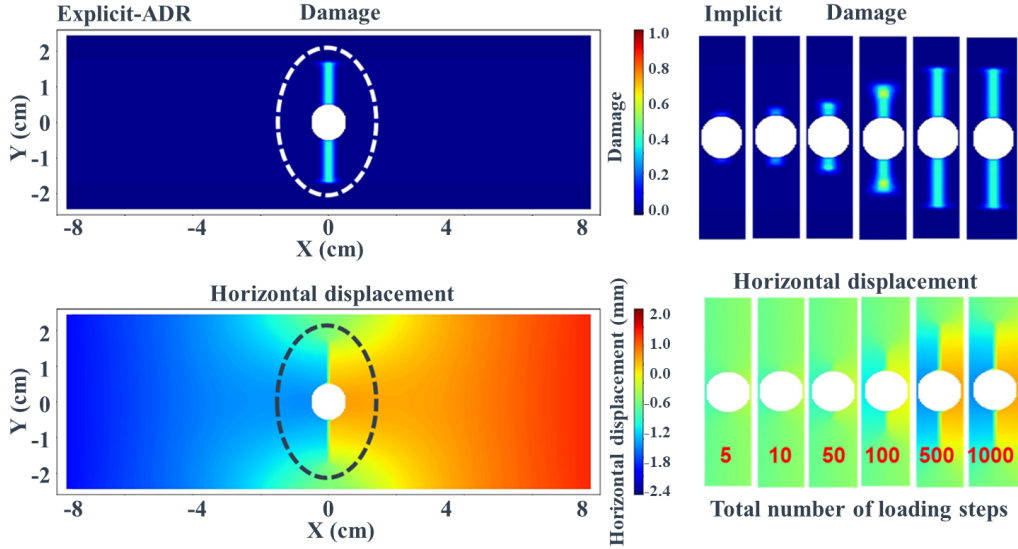 Explicit-ADR
Damage
2
1
0
-1
-2
Y (cm)
-8
-4
0
4
8
X (cm)
1.0
0.8
0.6
0.4
0.2
0.0
Damage
Implicit
Damage
Horizontal displacement
2
1
0
-1
-2
Y (cm)
-8
-4
0
4
8
X (cm)
2.0
1.2
0.6
0.0
-0.6
-1.2
-1.8
-2.4
Horizontal displacement (mm)
Horizontal displacement
5 10 50 100 500 1000
Total number of loading steps